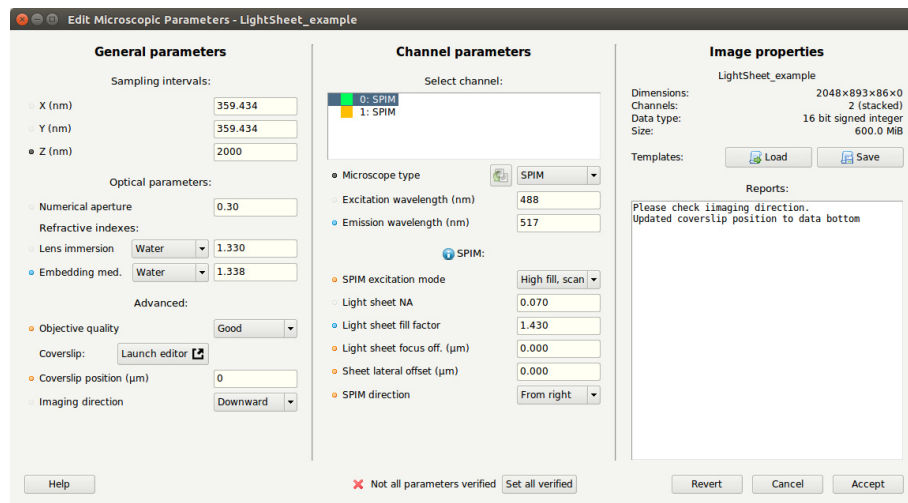 Edit Microscopic Parameters - LightSheet_example
General parameters
Sampling intervals:
X (nm) 359.434
Y (nm) 359.434
Z (nm) 2000
Optical parameters:
Numerical aperture 0.30
Refractive indexes:
Lens immersion Water 1.330
Embedding med. Water 1.338
Advanced:
Objective quality Good
Coverslip: Launch editor
Coverslip position (µm) 0
Imaging direction Downward
Channel parameters
Select channel:
0: SPIM
1: SPIM
Microscope type SPIM
Excitation wavelength (nm) 488
Emission wavelength (nm) 517
SPIM:
SPIM excitation mode High fill, scan
Light sheet NA 0.070
Light sheet fill factor 1.430
Light sheet focus off. (µm) 0.000
Sheet lateral offset (µm) 0.000
SPIM direction From right
Image properties
LightSheet_example
Dimensions: 2048×893×86×0
Channels: 2 (stacked)
Data type: 16 bit signed integer
Size: 600.0 MiB
Templates: Load Save
Reports:
Please check iimaging direction.
Updated coverslip position to data bottom
Help Not all parameters verified Set all verified Revert Cancel Accept